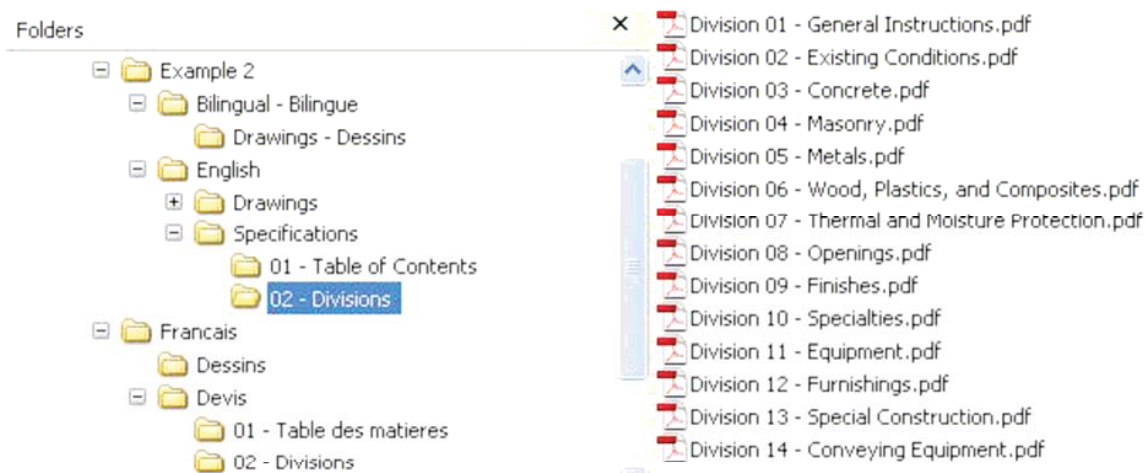 Folders
Example 2
Bilingual - Bilingue
Drawings - Dessins
English
Drawings
Specifications
01 - Table of Contents
02 - Divisions
Francais
Dessins
Devis
01 - Table des matieres
02 - Divisions
Division 01 - General Instructions.pdf
Division 02 - Existing Conditions.pdf
Division 03 - Concrete.pdf
Division 04 - Masonry.pdf
Division 05 - Metals.pdf
Division 06 - Wood, Plastics, and Composites.pdf
Division 07 - Thermal and Moisture Protection.pdf
Division 08 - Openings.pdf
Division 09 - Finishes.pdf
Division 10 - Specialties.pdf
Division 11 - Equipment.pdf
Division 12 - Furnishings.pdf
Division 13 - Special Construction.pdf
Division 14 - Conveying Equipment.pdf